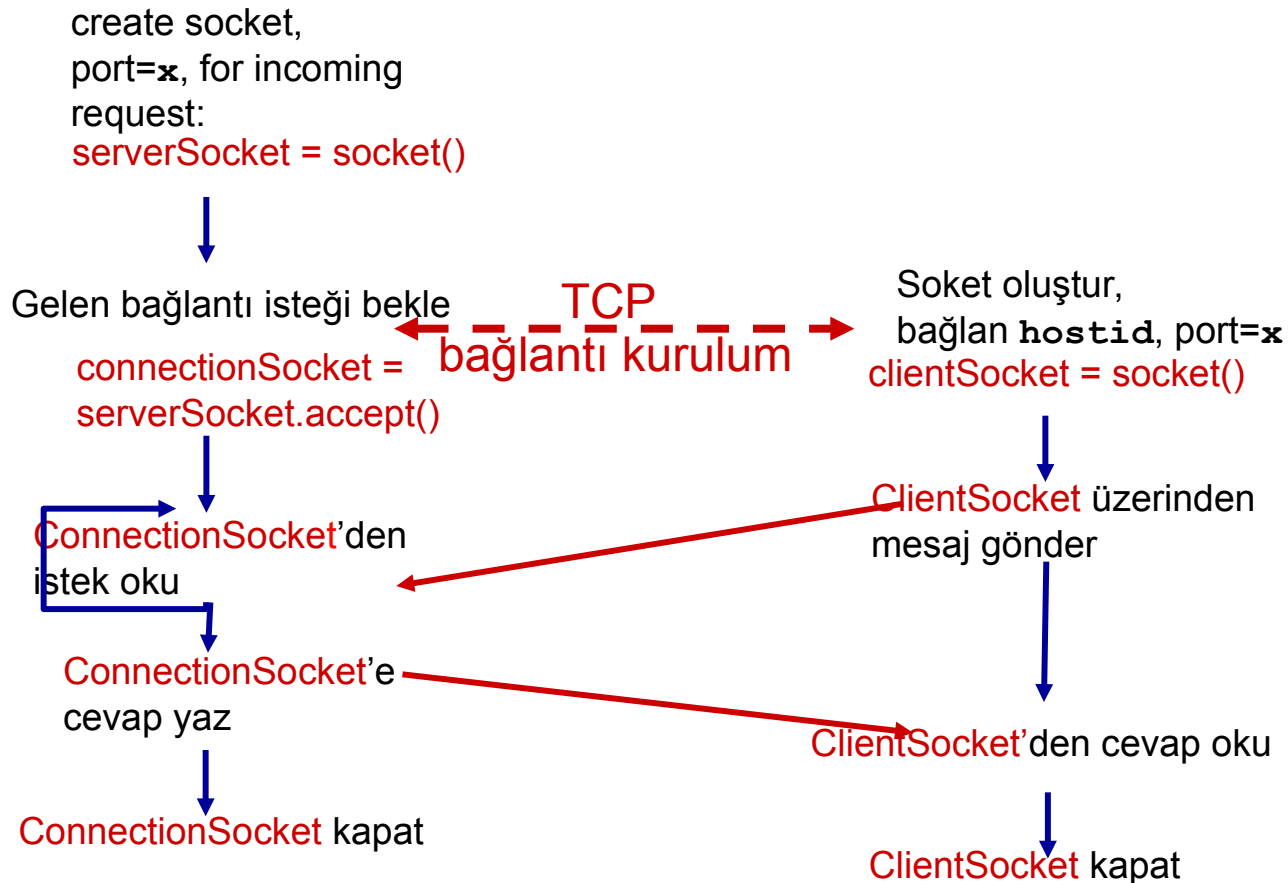 create socket,
port=x, for incoming
request:
serverSocket = socket()
Gelen bağlantı isteği bekle
connectionSocket =
serverSocket.accept()
TCP
bağlantı kurulum
Soket oluştur,
bağlan hostid, port=x
clientSocket = socket()
ConnectionSocket’den
istek oku
ClientSocket üzerinden
mesaj gönder
ConnectionSocket’e
cevap yaz
ClientSocket’den cevap oku
ConnectionSocket kapat
ClientSocket kapat